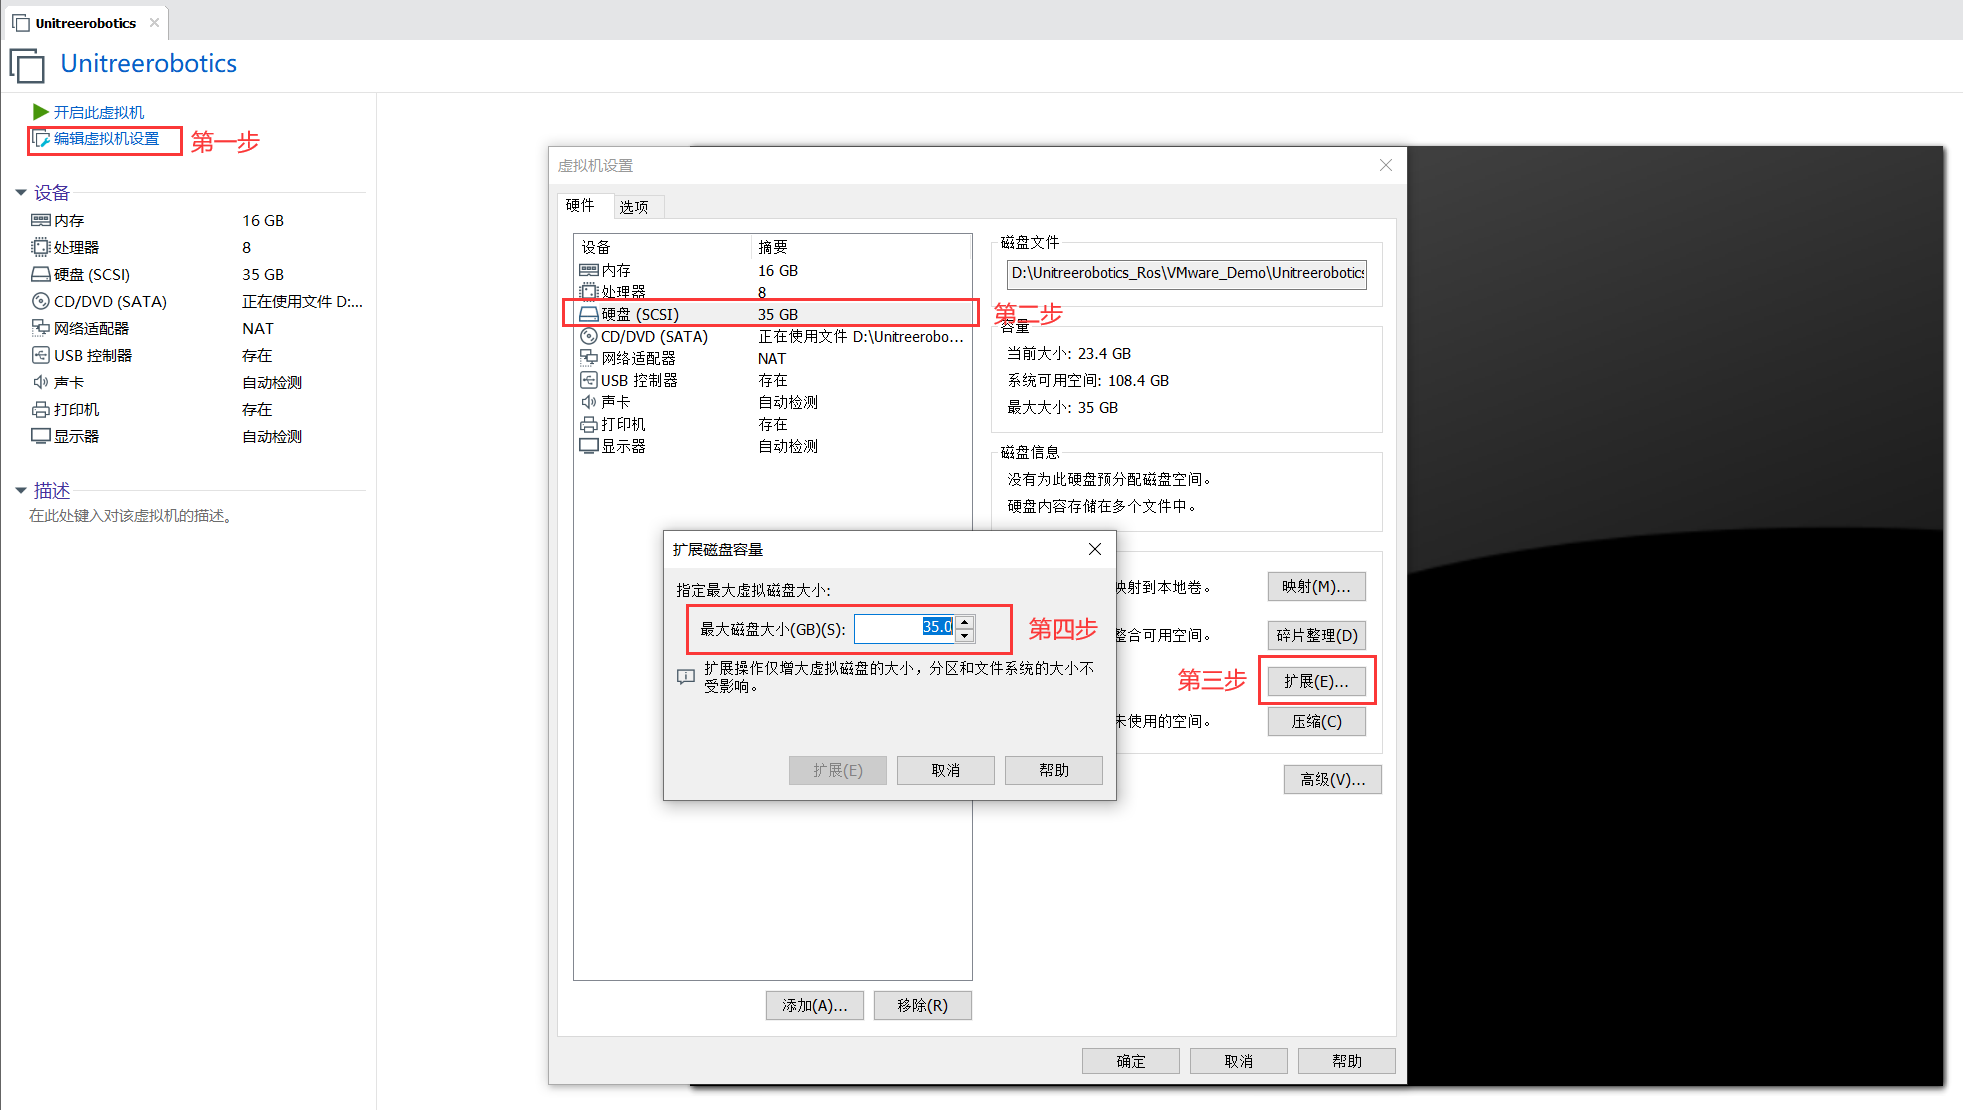 Unitreerobotics
Unitreerobotics
开启此虚拟机
编辑虚拟机设置 第一步
设备
内存 16 GB
处理器 8
硬盘 (SCSI) 35 GB
CD/DVD (SATA) 正在使用文件 D:...
网络适配器 NAT
USB 控制器 存在
声卡 自动检测
打印机 存在
显示器 自动检测
描述
在此处键入对该虚拟机的描述。
虚拟机设置
硬件 选项
设备 摘要
内存 16 GB
处理器 8
硬盘 (SCSI) 35 GB
第二步
CD/DVD (SATA) 正在使用文件 D:\Unitreerobo...
网络适配器 NAT
USB 控制器 存在
声卡 自动检测
打印机 存在
显示器 自动检测
添加(A)... 移除(R)
磁盘文件
D:\Unitreerobotics_Ros\VMware_Demo\Unitreerobotics
容量
当前大小: 23.4 GB
系统可用空间: 108.4 GB
最大大小: 35 GB
磁盘信息
没有为此硬盘预分配磁盘空间。
硬盘内容存储在多个文件中。
映射到本地卷。 映射(M)...
整合可用空间。 碎片整理(D)
第三步 扩展(E)...
未使用的空间。 压缩(C)
高级(V)...
扩展磁盘容量
指定最大虚拟磁盘大小:
最大磁盘大小(GB)(S): 35.0 第四步
扩展操作仅增大虚拟磁盘的大小，分区和文件系统的大小不
受影响。
扩展(E) 取消 帮助
确定 取消 帮助